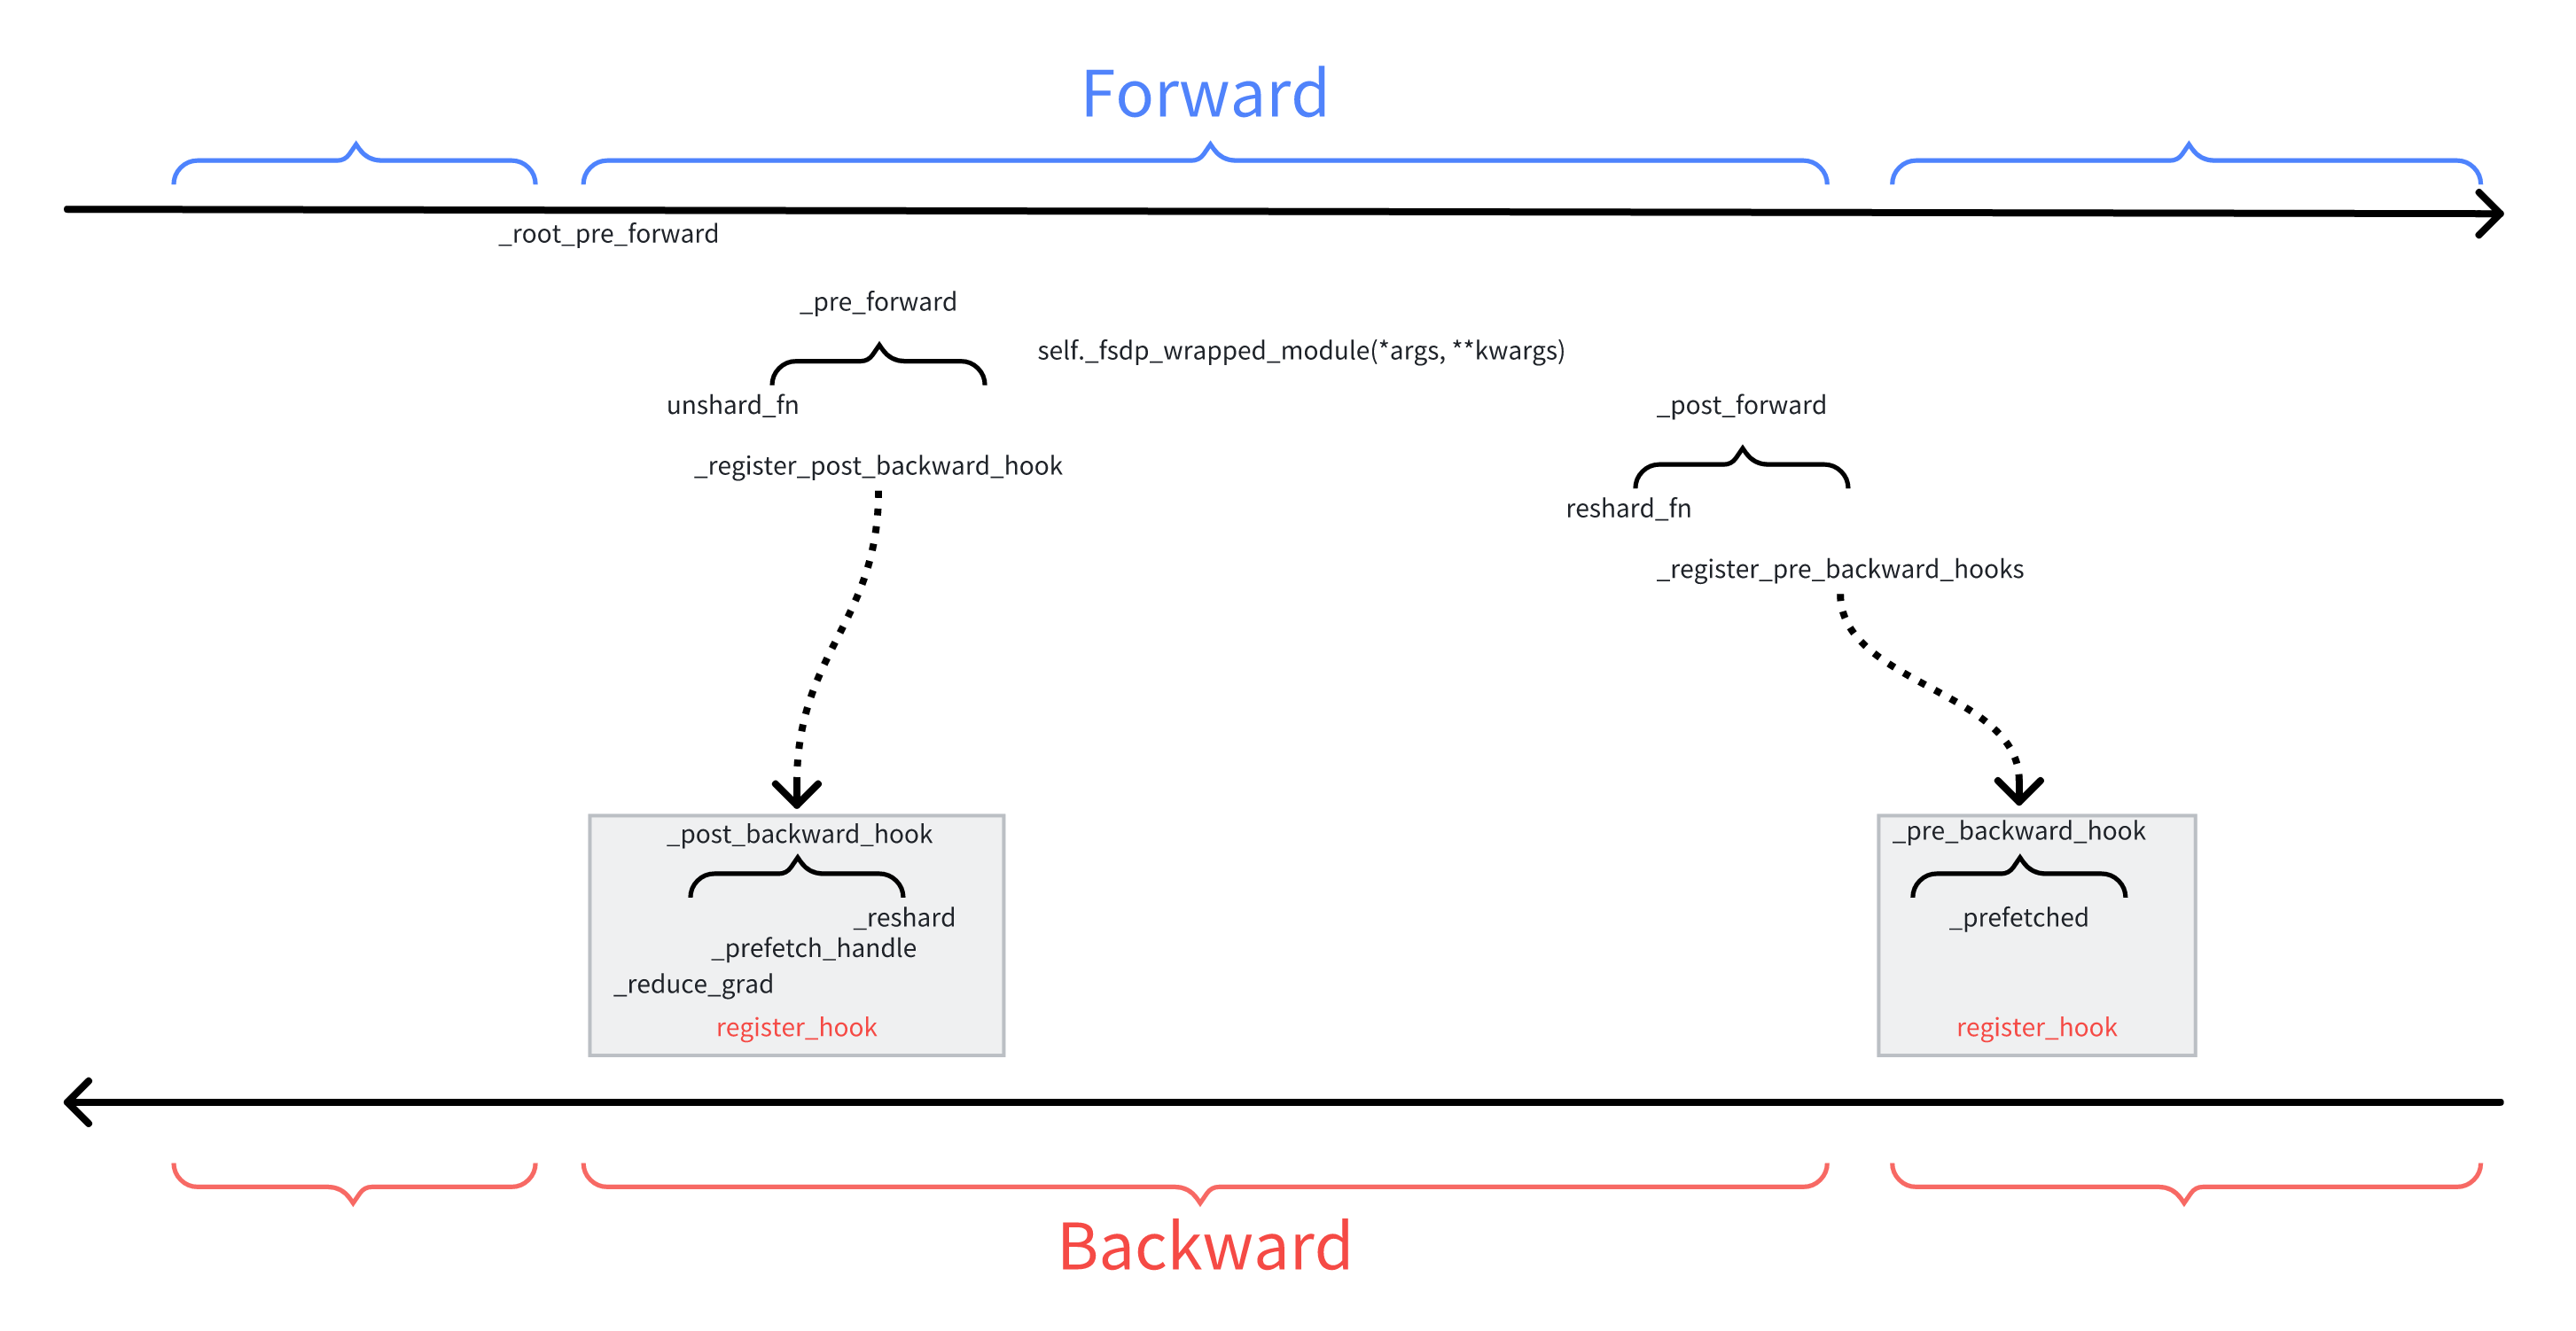 Forward
_root_pre_forward
_pre_forward
self._fsdp_wrapped_module(*args, **kwargs)
unshard_fn
_post_forward
_register_post_backward_hook
reshard_fn
_register_pre_backward_hooks
_post_backward_hook
_pre_backward_hook
_reshard
_prefetched
_prefetch_handle
_reduce_grad
register_hook
register_hook
Backward